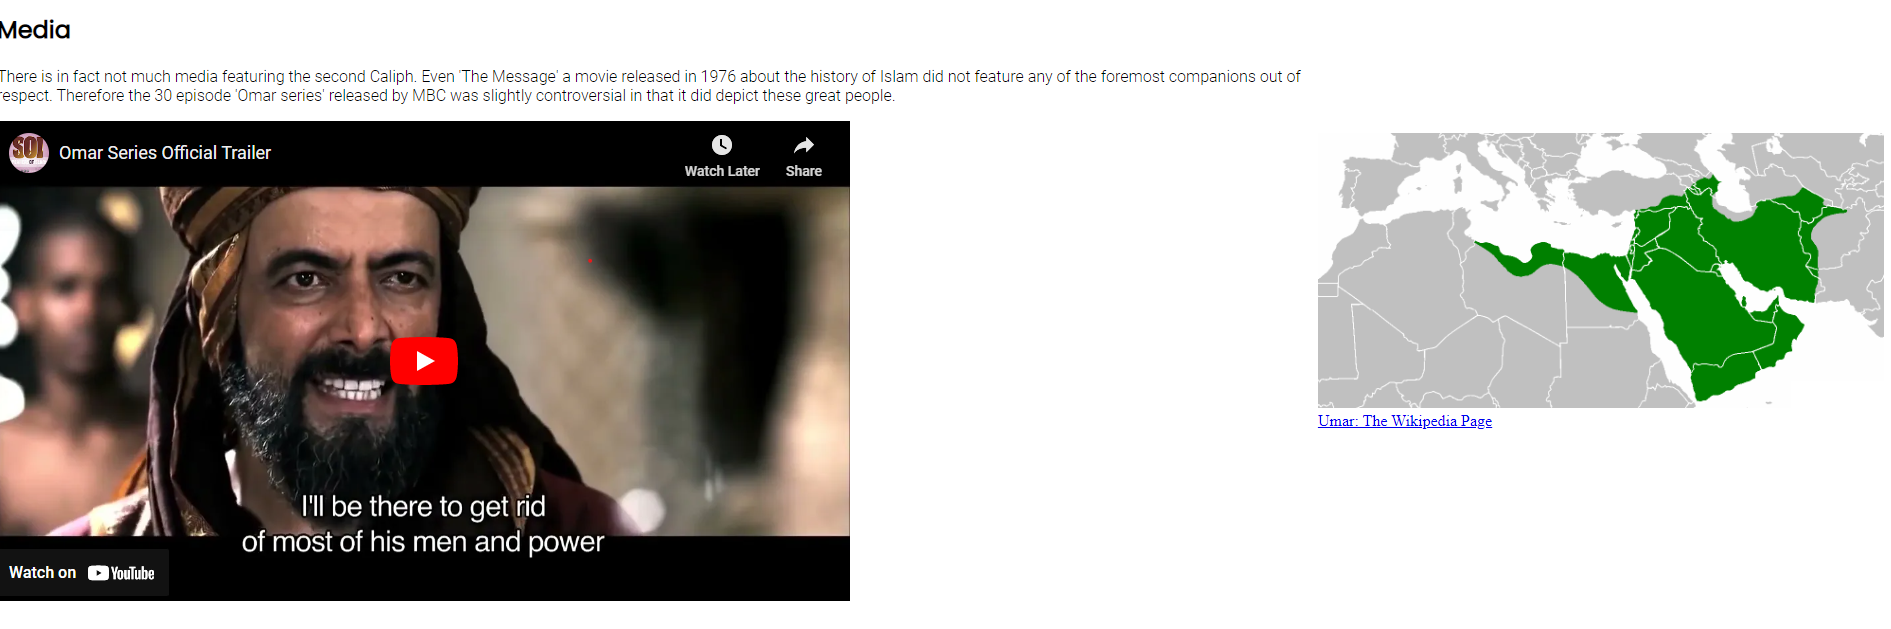 Media
There is in fact not much media featuring the second Caliph. Even 'The Message' a movie released in 1976 about the history of Islam did not feature any of the foremost companions out of
respect. Therefore the 30 episode 'Omar series' released by MBC was slightly controversial in that it did depict these great people.
SQI
Omar Series Official Trailer
Watch Later
Share
I'll be there to get rid
of most of his men and power
Watch on YouTube
Umar: The Wikipedia Page